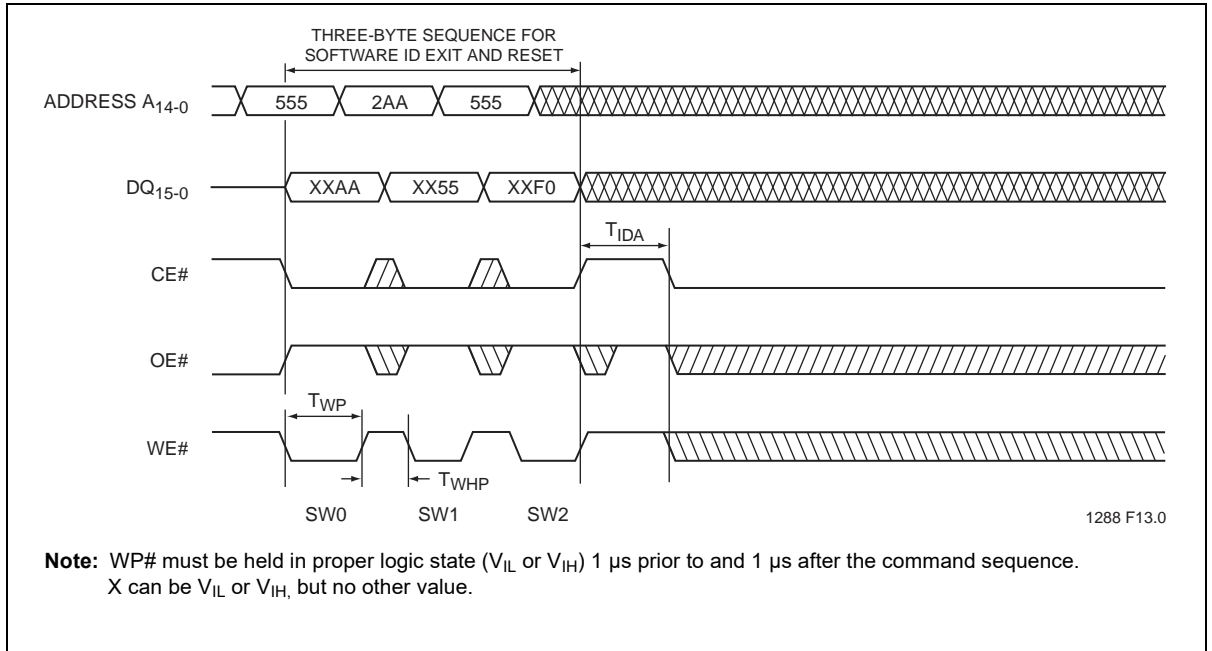 THREE-BYTE SEQUENCE FOR
SOFTWARE ID EXIT AND RESET
ADDRESS A14-0 555 2AA 555
DQ15-0 XXAA XX55 XXF0
TIDA
CE#
OE#
TWP
WE#
TWHP
SW0 SW1 SW2
1288 F13.0
Note: WP# must be held in proper logic state (VIL or VIH) 1 µs prior to and 1 µs after the command sequence.
X can be VIL or VIH, but no other value.